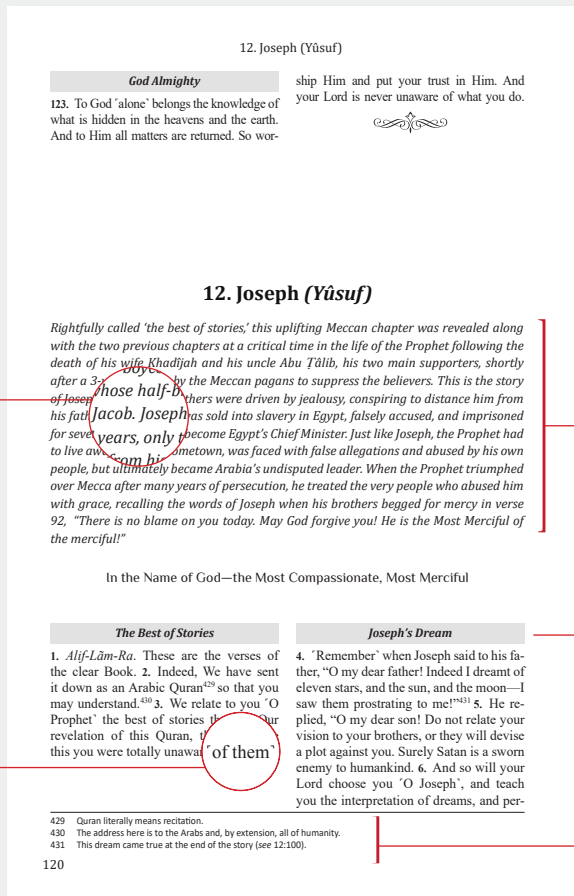 12. Joseph (Yûsuf)
God Almighty
123. To God ˹alone˺ belongs the knowledge of
what is hidden in the heavens and the earth.
And to Him all matters are returned. So wor-
ship Him and put your trust in Him. And
your Lord is never unaware of what you do.
12. Joseph (Yûsuf)
Rightfully called ‘the best of stories,’ this uplifting Meccan chapter was revealed along
with the two previous chapters at a critical time in the life of the Prophet following the
death of his wife Khadîjah and his uncle Abu Ṭâlib, his two main supporters, shortly
after a 3- by the Meccan pagans to suppress the believers. This is the story
of whose half-b thers were driven by jealousy, conspiring to distance him from
his Jacob. Joseph was sold into slavery in Egypt, falsely accused, and imprisoned
for years, only become Egypt’s Chief Minister. Just like Joseph, the Prophet had
to live from his ometown, was faced with false allegations and abused by his own
people, but ultimately became Arabia’s undisputed leader. When the Prophet triumphed
over Mecca after many years of persecution, he treated the very people who abused him
with grace, recalling the words of Joseph when his brothers begged for mercy in verse
92, “There is no blame on you today. May God forgive you! He is the Most Merciful of
the merciful!”
In the Name of God—the Most Compassionate, Most Merciful
The Best of Stories
1. Alif-Lãm-Ra. These are the verses of
the clear Book. 2. Indeed, We have sent
it down as an Arabic Quran429 so that you
may understand.430 3. We relate to you ˹O
Prophet˺ the best of stories Our
revelation of this Quran,
this you were totally ˹of them˺
Joseph’s Dream
4. ˹Remember˺ when Joseph said to his fa-
ther, “O my dear father! Indeed I dreamt of
eleven stars, and the sun, and the moon—I
saw them prostrating to me!”431 5. He re-
plied, “O my dear son! Do not relate your
vision to your brothers, or they will devise
a plot against you. Surely Satan is a sworn
enemy to humankind. 6. And so will your
Lord choose you ˹O Joseph˺, and teach
you the interpretation of dreams, and per-
429 Quran literally means recitation.
430 The address here is to the Arabs and, by extension, all of humanity.
431 This dream came true at the end of the story (see 12:100).
120